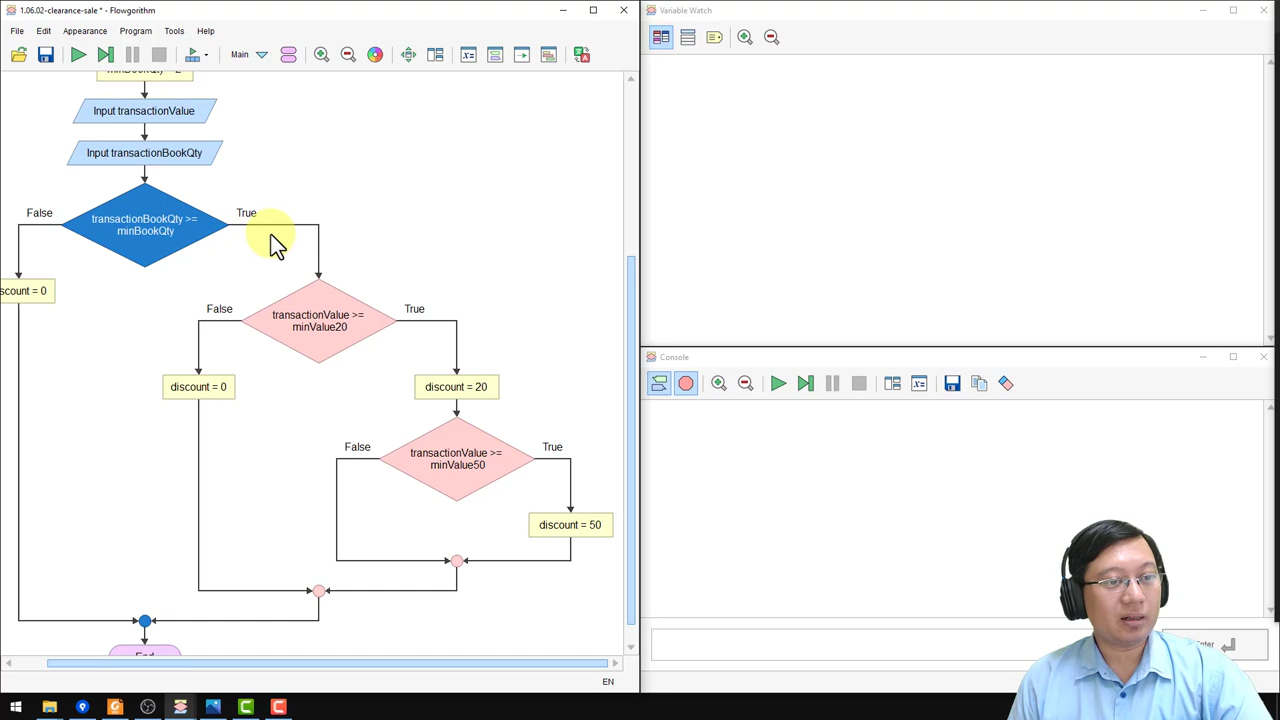 1.06.02-clearance-sale * - Flowgorithm
File Edit Appearance Program Tools Help
Main
Input transactionValue
Input transactionBookQty
False
True
transactionBookQty >=
minBookQty
discount = 0
False
True
transactionValue >=
minValue20
discount = 0
discount = 20
False
True
transactionValue >=
minValue50
discount = 50
EN
Variable Watch
Help
Console